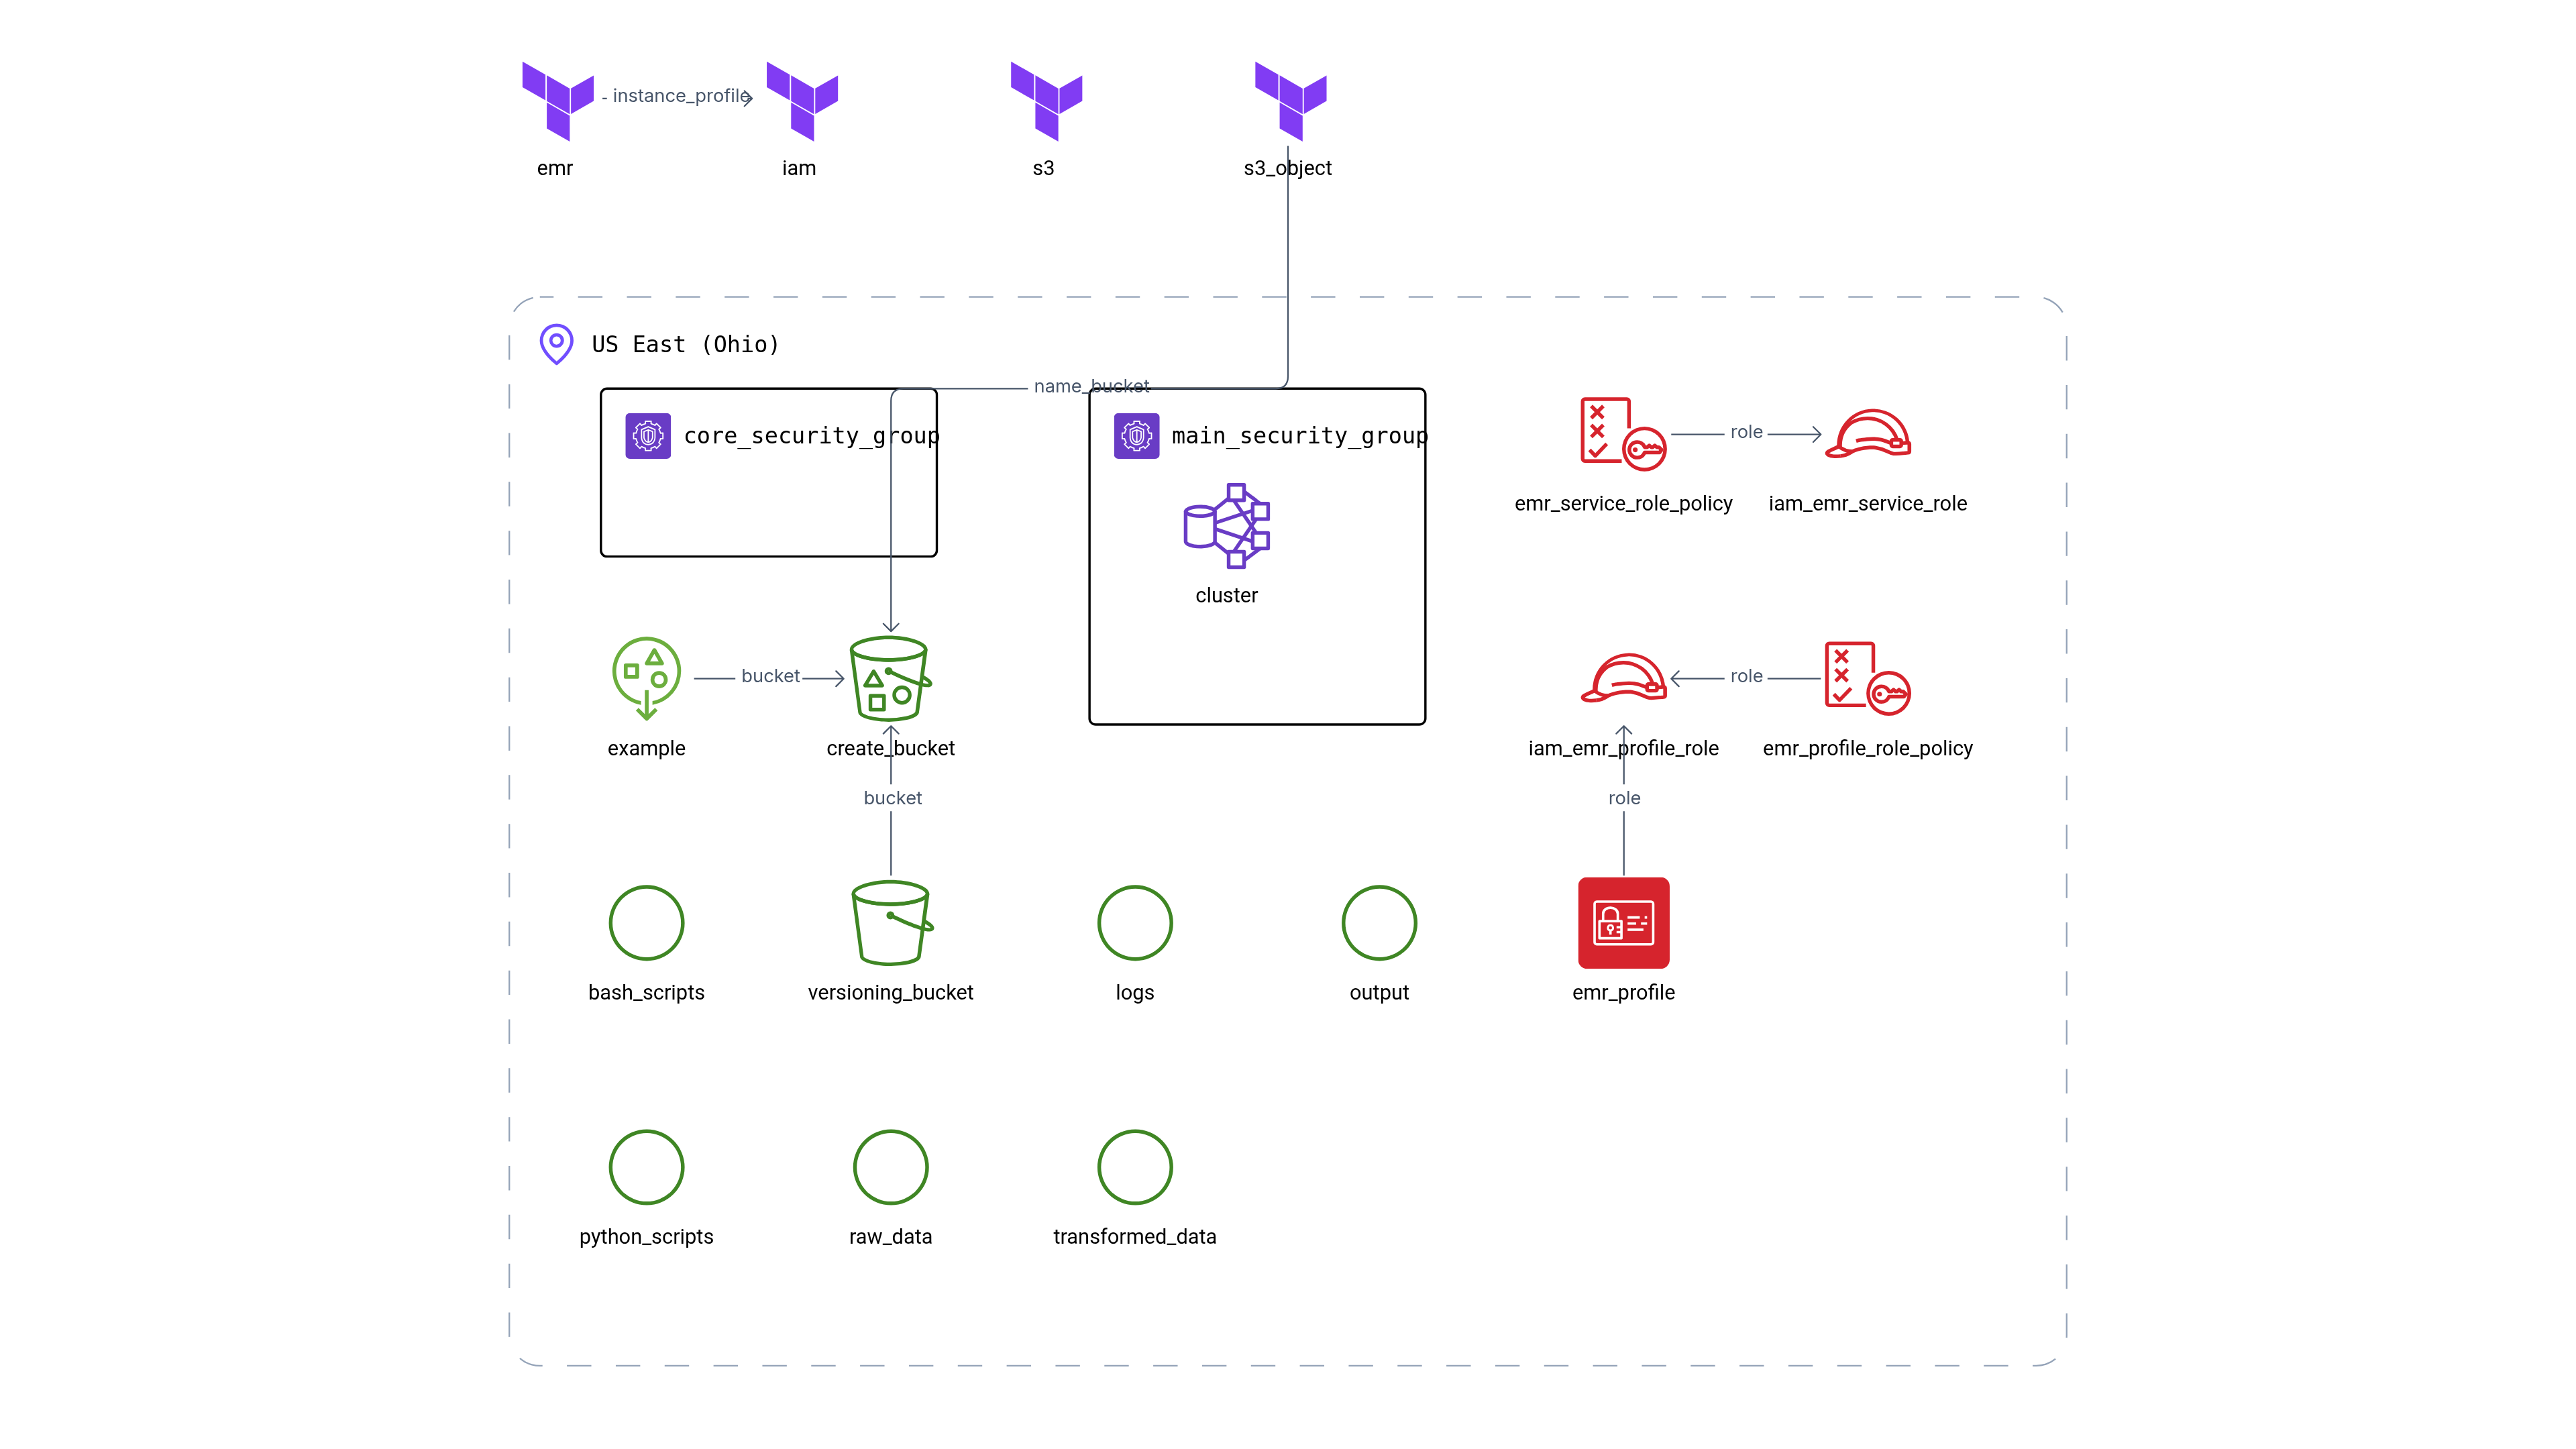 instance_profile
emr
iam
s3
s3_object
US East (Ohio)
name_bucket
core_security_group
main_security_group
role
emr_service_role_policy
iam_emr_service_role
cluster
bucket
role
example
create_bucket
iam_emr_profile_role
emr_profile_role_policy
bucket
role
bash_scripts
versioning_bucket
logs
output
emr_profile
python_scripts
raw_data
transformed_data